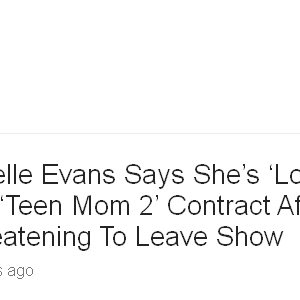 elle Evans Says She’s ‘Lo
‘Teen Mom 2’ Contract Af
eatening To Leave Show
s ago